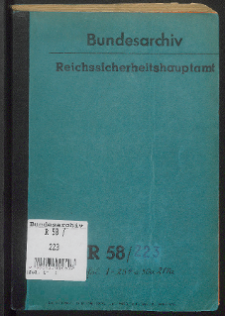 Bundesarchiv
Reichssicherheitshauptamt
Bundesarchiv
R 58 /
223
R 58/223